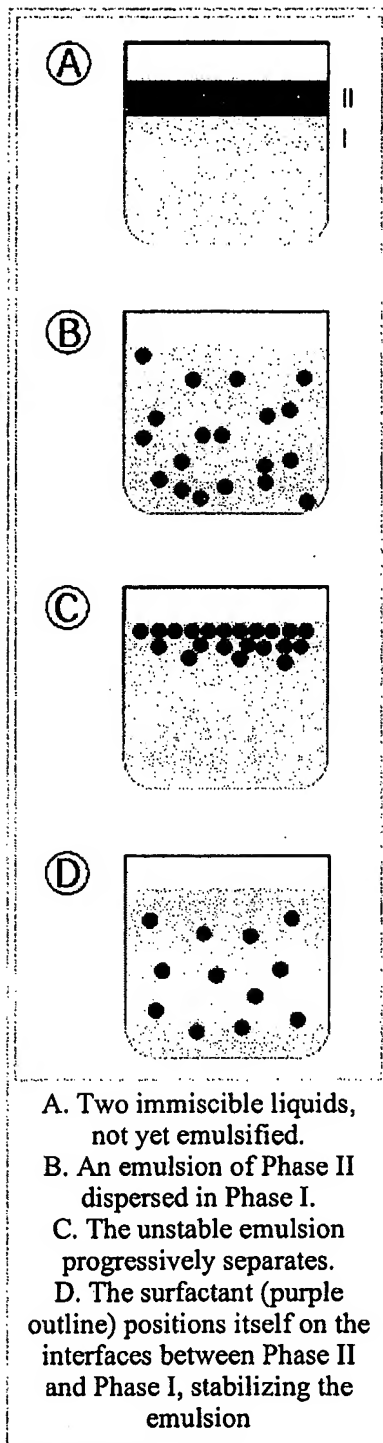 A
II
I
B
C
D
A. Two immiscible liquids,
not yet emulsified.
B. An emulsion of Phase II
dispersed in Phase I.
C. The unstable emulsion
progressively separates.
D. The surfactant (purple
outline) positions itself on the
interfaces between Phase II
and Phase I, stabilizing the
emulsion